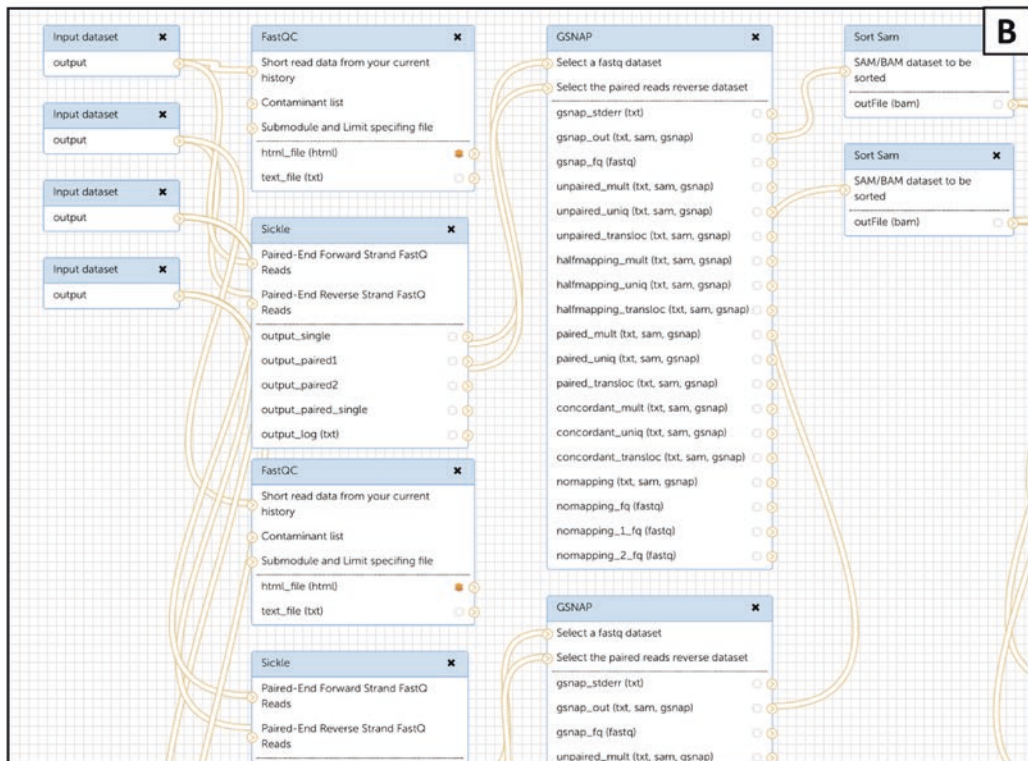 B
Input dataset
output
Input dataset
output
Input dataset
output
Input dataset
output
FastQC
Short read data from your current
history
Contaminant list
Submodule and Limit specifing file
html_file (html)
text_file (txt)
Sickle
Paired-End Forward Strand FastQ
Reads
Paired-End Reverse Strand FastQ
Reads
output_single
output_paired1
output_paired2
output_paired_single
output_log (txt)
FastQC
Short read data from your current
history
Contaminant list
Submodule and Limit specifing file
html_file (html)
text_file (txt)
Sickle
Paired-End Forward Strand FastQ
Reads
Paired-End Reverse Strand FastQ
Reads
GSNAP
Select a fastq dataset
Select the paired reads reverse dataset
gsnap_stderr (txt)
gsnap_out (txt, sam, gsnap)
gsnap_fq (fastq)
unpaired_mult (txt, sam, gsnap)
unpaired_uniq (txt, sam, gsnap)
unpaired_transloc (txt, sam, gsnap)
halfmapping_mult (txt, sam, gsnap)
halfmapping_uniq (txt, sam, gsnap)
halfmapping_transloc (txt, sam, gsnap)
paired_mult (txt, sam, gsnap)
paired_uniq (txt, sam, gsnap)
paired_transloc (txt, sam, gsnap)
concordant_mult (txt, sam, gsnap)
concordant_uniq (txt, sam, gsnap)
concordant_transloc (txt, sam, gsnap)
nomapping (txt, sam, gsnap)
nomapping_fq (fastq)
nomapping_1_fq (fastq)
nomapping_2_fq (fastq)
GSNAP
Select a fastq dataset
Select the paired reads reverse dataset
gsnap_stderr (txt)
gsnap_out (txt, sam, gsnap)
gsnap_fq (fastq)
unpaired_mult (txt, sam, gsnap)
Sort Sam
SAM/BAM dataset to be
sorted
outFile (bam)
Sort Sam
SAM/BAM dataset to be
sorted
outFile (bam)